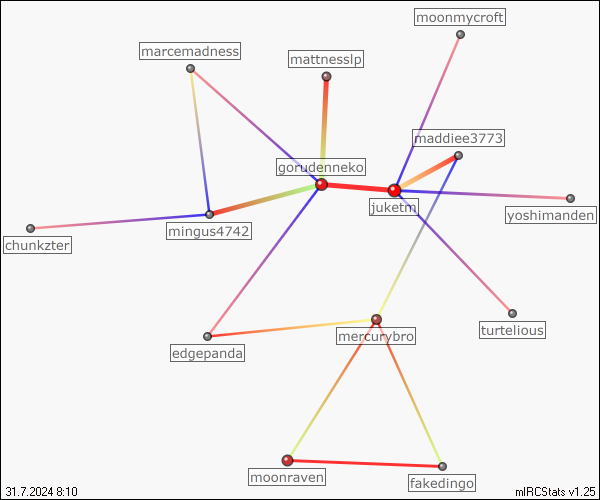 moonmycroft
marcemadness
mattnesslp
maddiee3773
gorudenneko
juketm
yoshimanden
mingus4742
chunkzter
turtelious
mercurybro
edgepanda
moonraven
fakedingo
31.7.2024 8:10
mIRCStats v1.25